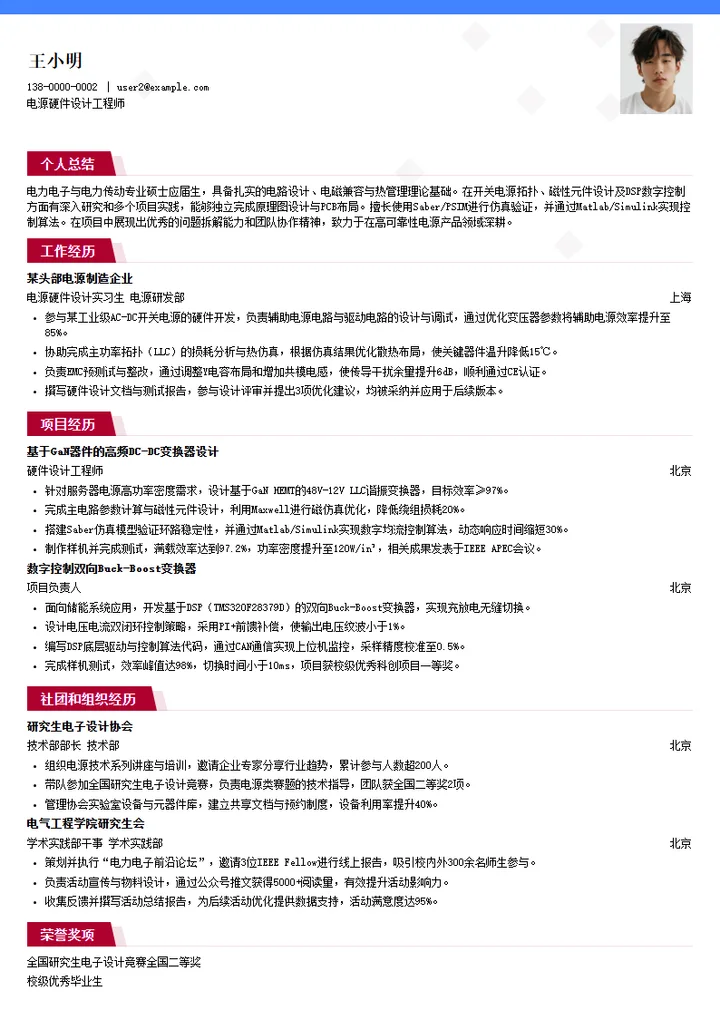 王小明
138-0000-0002 | user2@example.com
电源硬件设计工程师
个人总结
电力电子与电力传动专业硕士应届生，具备扎实的电路设计、电磁兼容与热管理理论基础。在开关电源拓扑、磁性元件设计及DSP数字控制
方面有深入研究和多个项目实践，能够独立完成原理图设计与PCB布局。擅长使用Saber/PSIM进行仿真验证，并通过Matlab/Simulink实现控
制算法。在项目中展现出优秀的问题拆解能力和团队协作精神，致力于在高可靠性电源产品领域深耕。
工作经历
某头部电源制造企业
电源硬件设计实习生 电源研发部 上海
• 参与某工业级AC-DC开关电源的硬件开发，负责辅助电源电路与驱动电路的设计与调试，通过优化变压器参数将辅助电源效率提升至
85%。
• 协助完成主功率拓扑（LLC）的损耗分析与热仿真，根据仿真结果优化散热布局，使关键器件温升降低15℃。
• 负责EMC预测试与整改，通过调整Y电容布局和增加共模电感，使传导干扰余量提升6dB，顺利通过CE认证。
• 撰写硬件设计文档与测试报告，参与设计评审并提出3项优化建议，均被采纳并应用于后续版本。
项目经历
基于GaN器件的高频DC-DC变换器设计
硬件设计工程师 北京
• 针对服务器电源高功率密度需求，设计基于GaN HEMT的48V-12V LLC谐振变换器，目标效率≥97%。
• 完成主电路参数计算与磁性元件设计，利用Maxwell进行磁仿真优化，降低绕组损耗20%。
• 搭建Saber仿真模型验证环路稳定性，并通过Matlab/Simulink实现数字均流控制算法，动态响应时间缩短30%。
• 制作样机并完成测试，满载效率达到97.2%，功率密度提升至120W/in³，相关成果发表于IEEE APEC会议。
数字控制双向Buck-Boost变换器
项目负责人 北京
• 面向储能系统应用，开发基于DSP（TMS320F28379D）的双向Buck-Boost变换器，实现充放电无缝切换。
• 设计电压电流双闭环控制策略，采用PI+前馈补偿，使输出电压纹波小于1%。
• 编写DSP底层驱动与控制算法代码，通过CAN通信实现上位机监控，采样精度校准至0.5%。
• 完成样机测试，效率峰值达98%，切换时间小于10ms，项目获校级优秀科创项目一等奖。
社团和组织经历
研究生电子设计协会
技术部部长 技术部 北京
• 组织电源技术系列讲座与培训，邀请企业专家分享行业趋势，累计参与人数超200人。
• 带队参加全国研究生电子设计竞赛，负责电源类赛题的技术指导，团队获全国二等奖2项。
• 管理协会实验室设备与元器件库，建立共享文档与预约制度，设备利用率提升40%。
电气工程学院研究生会
学术实践部干事 学术实践部 北京
• 策划并执行“电力电子前沿论坛”，邀请3位IEEE Fellow进行线上报告，吸引校内外300余名师生参与。
• 负责活动宣传与物料设计，通过公众号推文获得5000+阅读量，有效提升活动影响力。
• 收集反馈并撰写活动总结报告，为后续活动优化提供数据支持，活动满意度达95%。
荣誉奖项
全国研究生电子设计竞赛全国二等奖
校级优秀毕业生